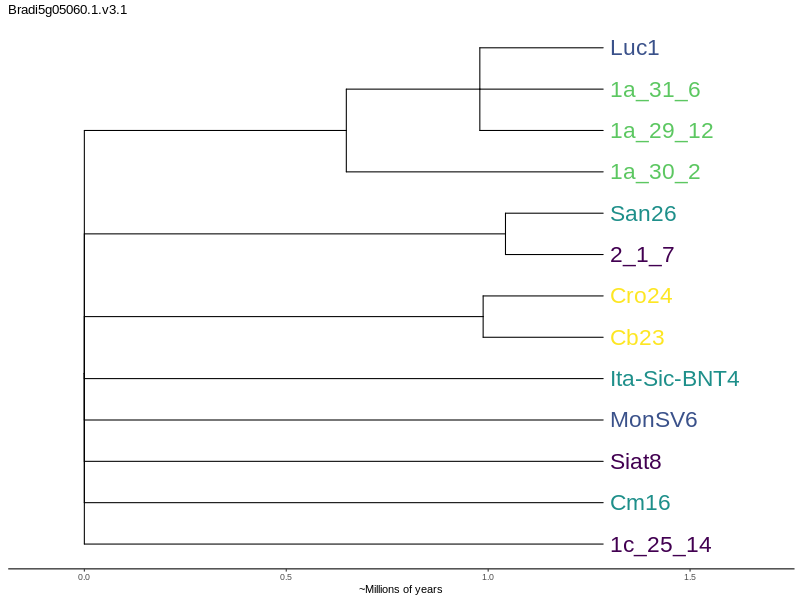 Bradi5g05060.1.v3.1
Luc1
1a_31_6
1a_29_12
1a_30_2
San26
2_1_7
Cro24
Cb23
Ita-Sic-BNT4
MonSV6
Siat8
Cm16
1c_25_14
0.0 0.5 1.0 1.5
~Millions of years